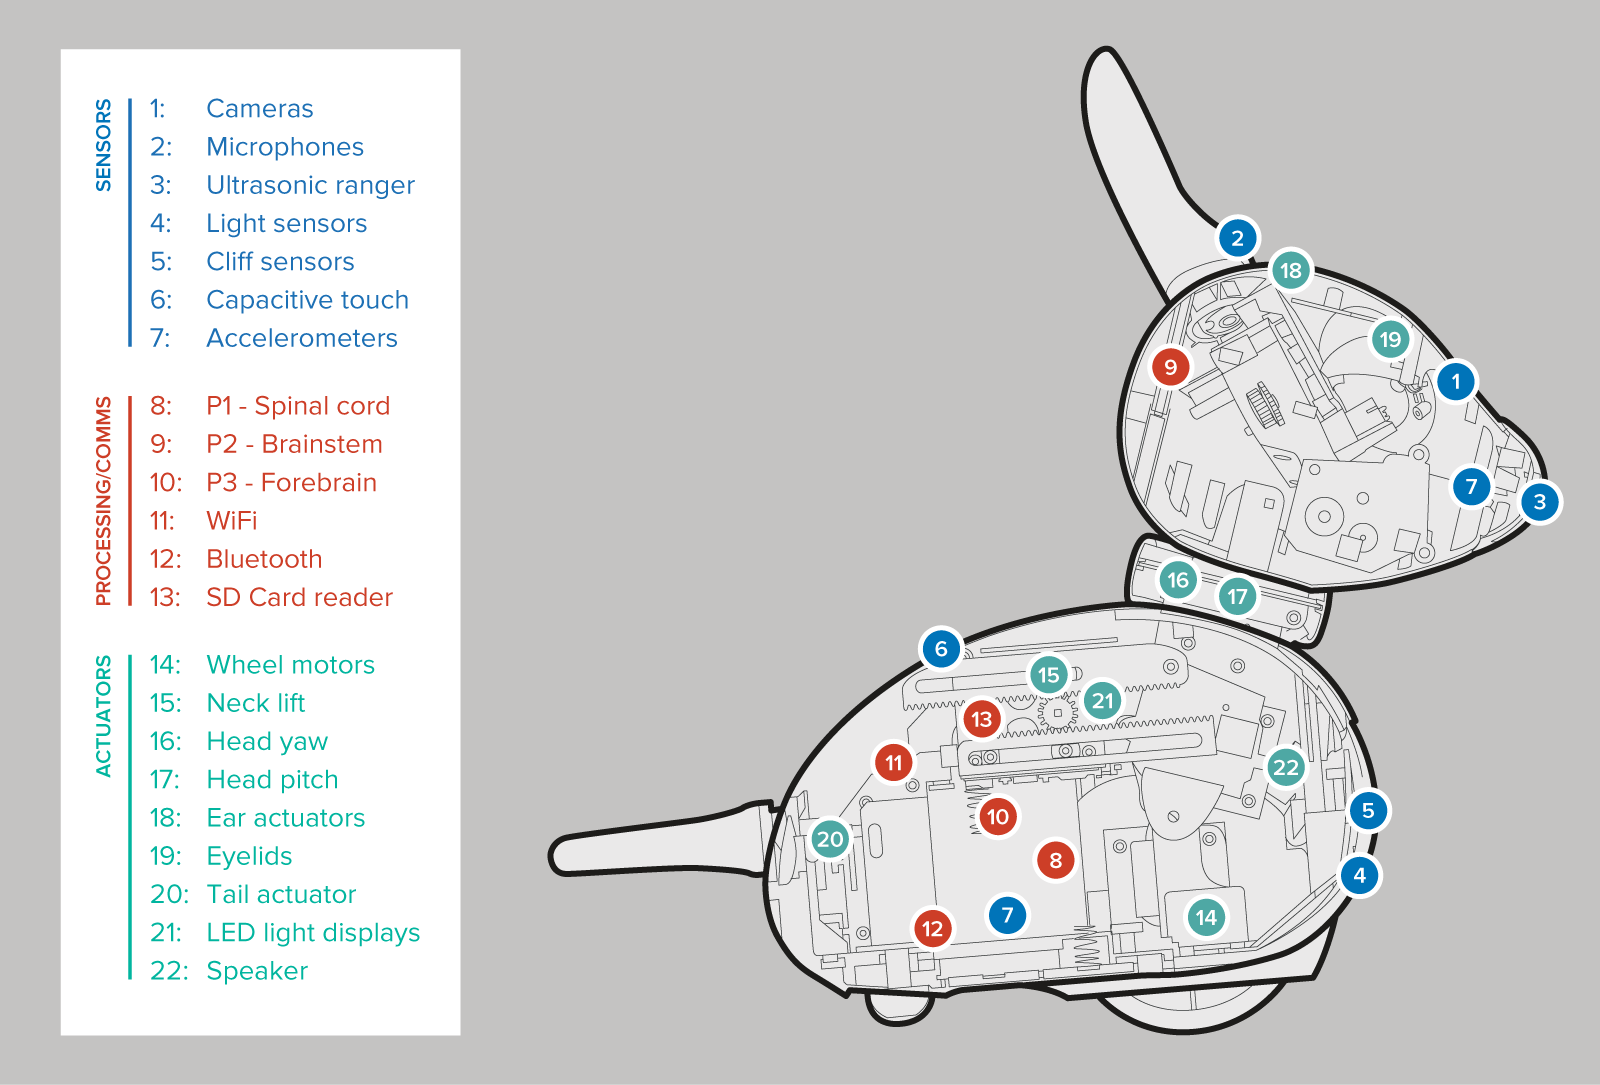 SENSORS
1: Cameras
2: Microphones
3: Ultrasonic ranger
4: Light sensors
5: Cliff sensors
6: Capacitive touch
7: Accelerometers
PROCESSING/COMMS
8: P1 - Spinal cord
9: P2 - Brainstem
10: P3 - Forebrain
11: WiFi
12: Bluetooth
13: SD Card reader
ACTUATORS
14: Wheel motors
15: Neck lift
16: Head yaw
17: Head pitch
18: Ear actuators
19: Eyelids
20: Tail actuator
21: LED light displays
22: Speaker
2
18
19
9
1
7
3
16
17
6
15
21
13
11
22
10
5
20
8
4
7
14
12